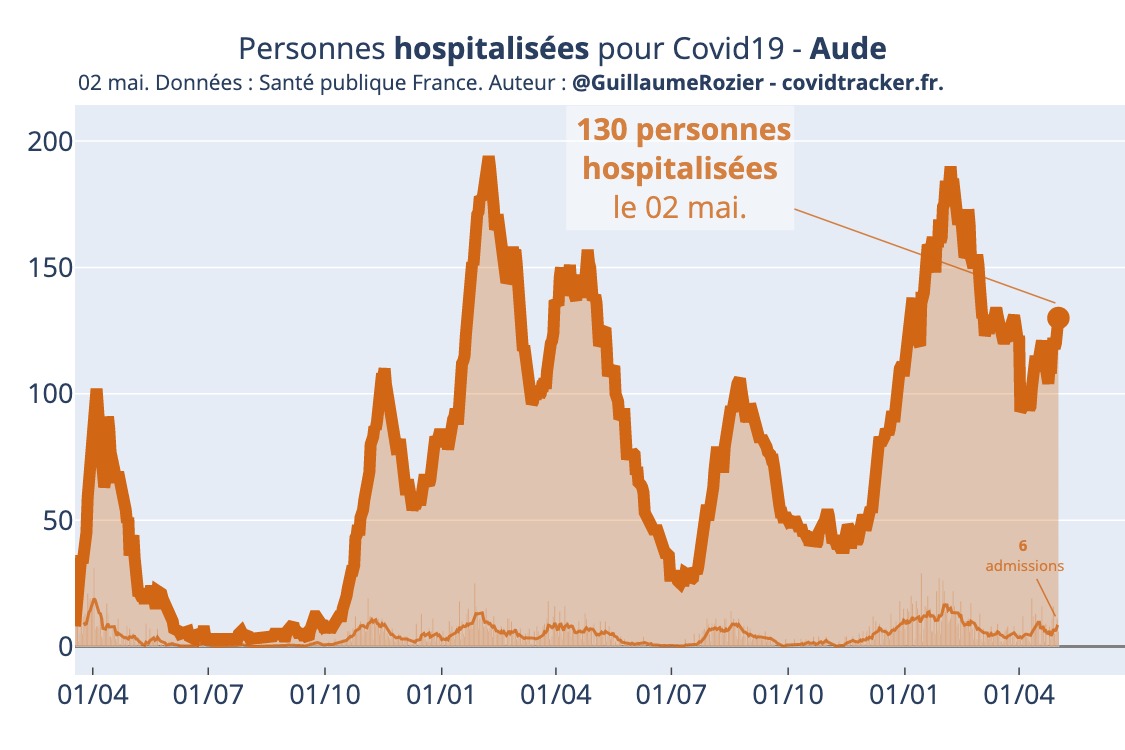 Personnes hospitalisées pour Covid19 - Aude
02 mai. Données : Santé publique France. Auteur : @GuillaumeRozier - covidtracker.fr.
130 personnes
hospitalisées
le 02 mai.
200
150
100
50
0
6
admissions
01/04
01/07
01/10
01/01
01/04
01/07
01/10
01/01
01/04